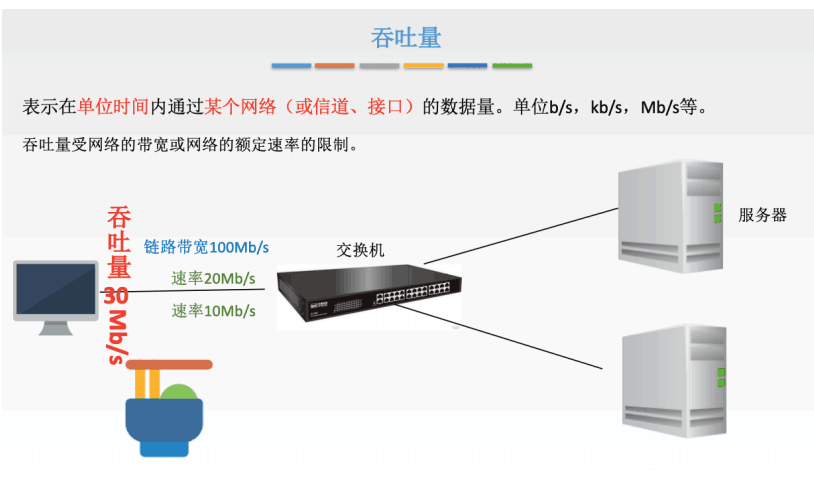 吞吐量
表示在单位时间内通过某个网络（或信道、接口）的数据量。单位b/s，kb/s，Mb/s等。
吞吐量受网络的带宽或网络的额定速率的限制。
吞吐量30Mb/s
链路带宽100Mb/s
速率20Mb/s
速率10Mb/s
交换机
服务器